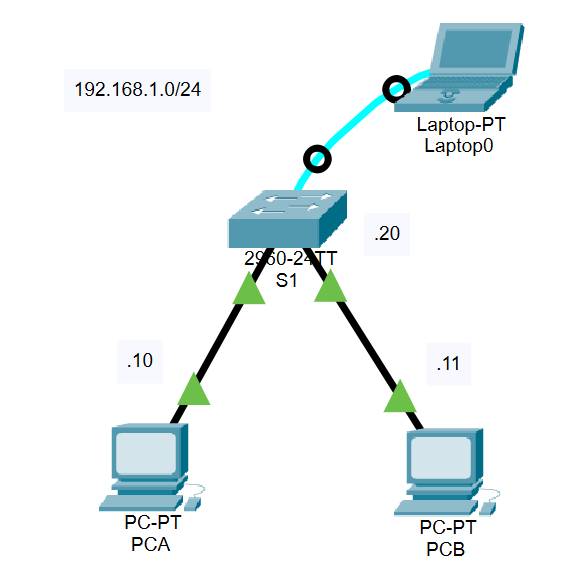 192.168.1.0/24
Laptop-PT
Laptop0
.20
2960-24TT
S1
.10
.11
PC-PT
PCA
PC-PT
PCB